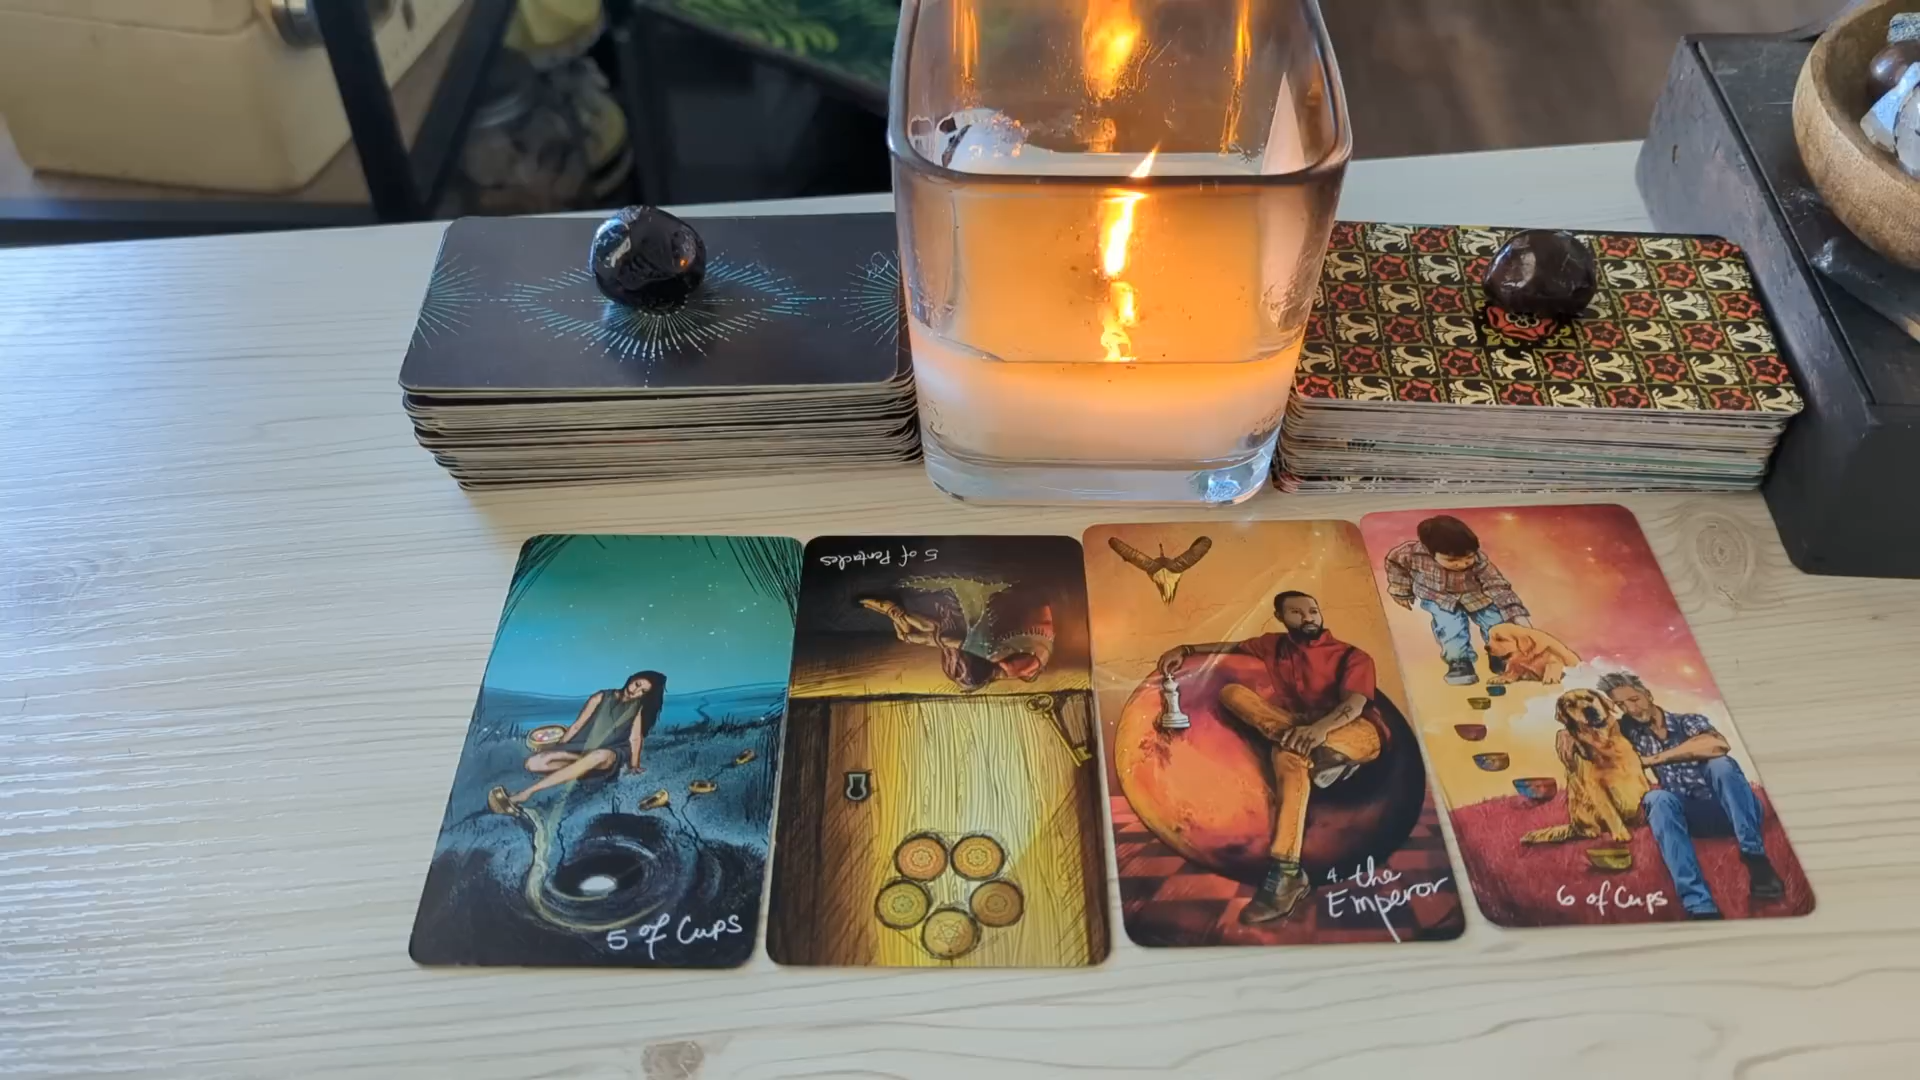 5 of Pentacles
4. the
Emperor
6 of Cups
5 of Cups